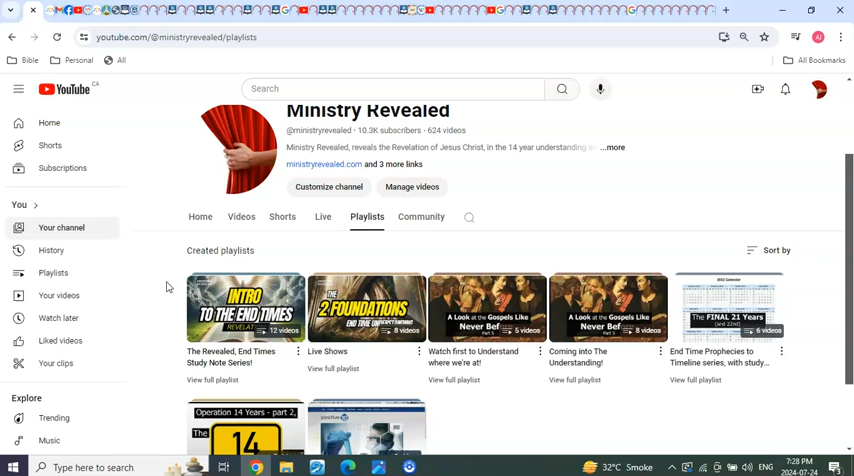 youtube.com/@ministryrevealed/playlists
Bible
Personal
All
All Bookmarks
YouTube CA
Search
Home
Shorts
Subscriptions
You
Your channel
History
Playlists
Your videos
Watch later
Liked videos
Your clips
Explore
Trending
Music
Ministry Revealed
@ministryrevealed · 10.3K subscribers · 624 videos
Ministry Revealed, reveals the Revelation of Jesus Christ, in the 14 year understanding ...more
ministryrevealed.com and 3 more links
Customize channel
Manage videos
Home Videos Shorts Live Playlists Community
Created playlists
Sort by
INTRO
TO THE END TIMES
12 videos
The Revealed, End Times
Study Note Series!
View full playlist
THE
2 FOUNDATIONS
8 videos
Live Shows
View full playlist
A Look at the Gospels Like
Never Bef
Part 5
5 videos
Watch first to Understand
where we're at!
View full playlist
A Look at the Gospels Like
Never Bef
Part 5
8 videos
Coming into The
Understanding!
View full playlist
The FINAL 21 Years
(and 22nd)
6 videos
End Time Prophecies to
Timeline series, with study...
View full playlist
Operation 14 Years - part 2,
The
14
Type here to search
32°C Smoke
ENG
7:28 PM
2024-07-24